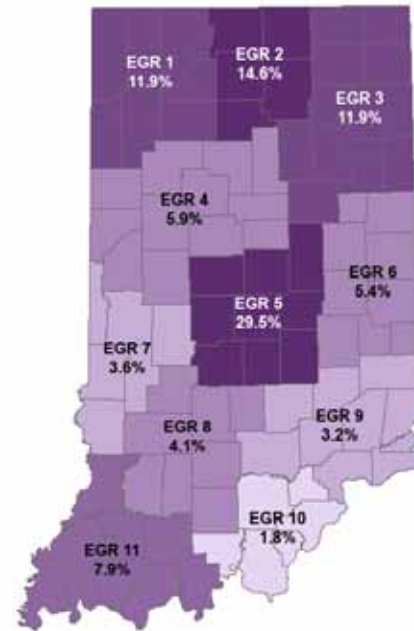 EGR 1
11.9%
EGR 2
14.6%
EGR 3
11.9%
EGR 4
5.9%
EGR 5
29.5%
EGR 6
5.4%
EGR 7
3.6%
EGR 8
4.1%
EGR 9
3.2%
EGR 10
1.8%
EGR 11
7.9%